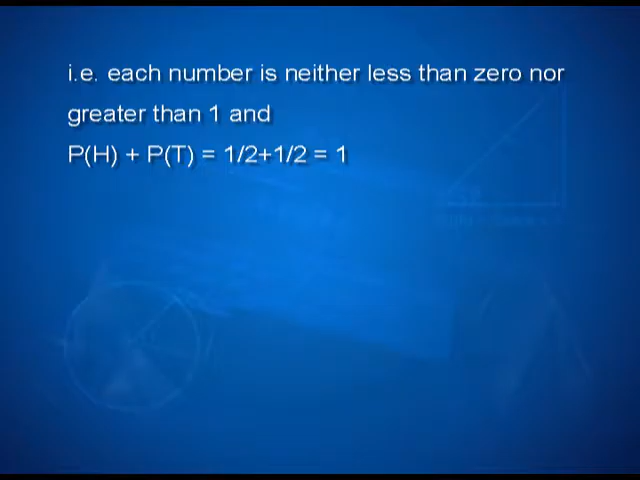 i.e. each number is neither less than zero nor
greater than 1 and
P(H) + P(T) = 1/2+1/2 = 1